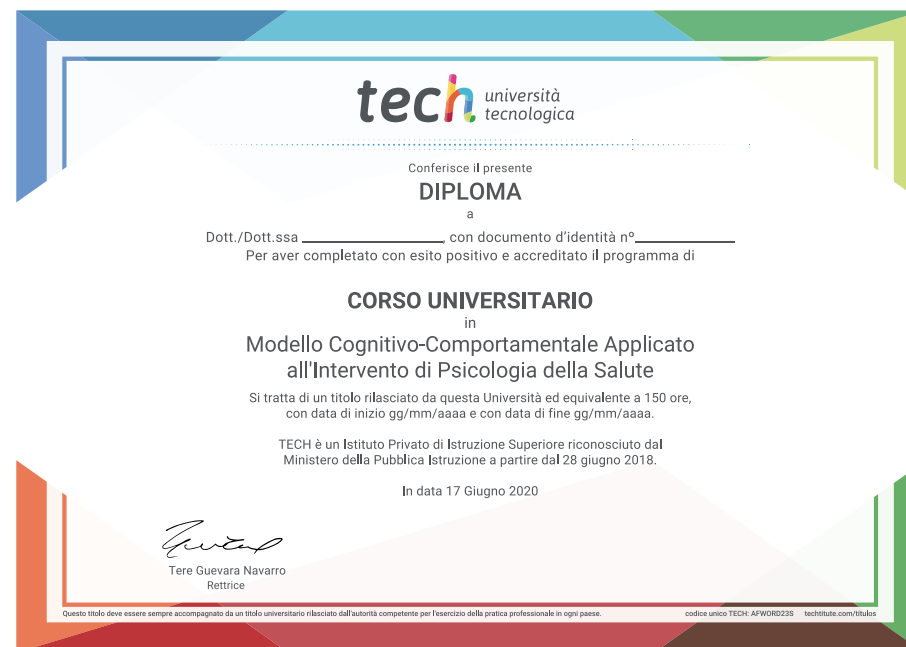 tech università
tecnologica
Conferisce il presente
DIPLOMA
a
Dott./Dott.ssa ________________, con documento d'identità nº____________
Per aver completato con esito positivo e accreditato il programma di
CORSO UNIVERSITARIO
in
Modello Cognitivo-Comportamentale Applicato
all'Intervento di Psicologia della Salute
Si tratta di un titolo rilasciato da questa Università ed equivalente a 150 ore,
con data di inizio gg/mm/aaaa e con data di fine gg/mm/aaaa.
TECH è un Istituto Privato di Istruzione Superiore riconosciuto dal
Ministero della Pubblica Istruzione a partire dal 28 giugno 2018.
In data 17 Giugno 2020
Tere Guevara Navarro
Rettrice
Questo titolo deve essere sempre accompagnato da un titolo universitario rilasciato dall'autorità competente per l'esercizio della pratica professionale in ogni paese. codice unico TECH: AFWORD23S techtitute.com/titulos